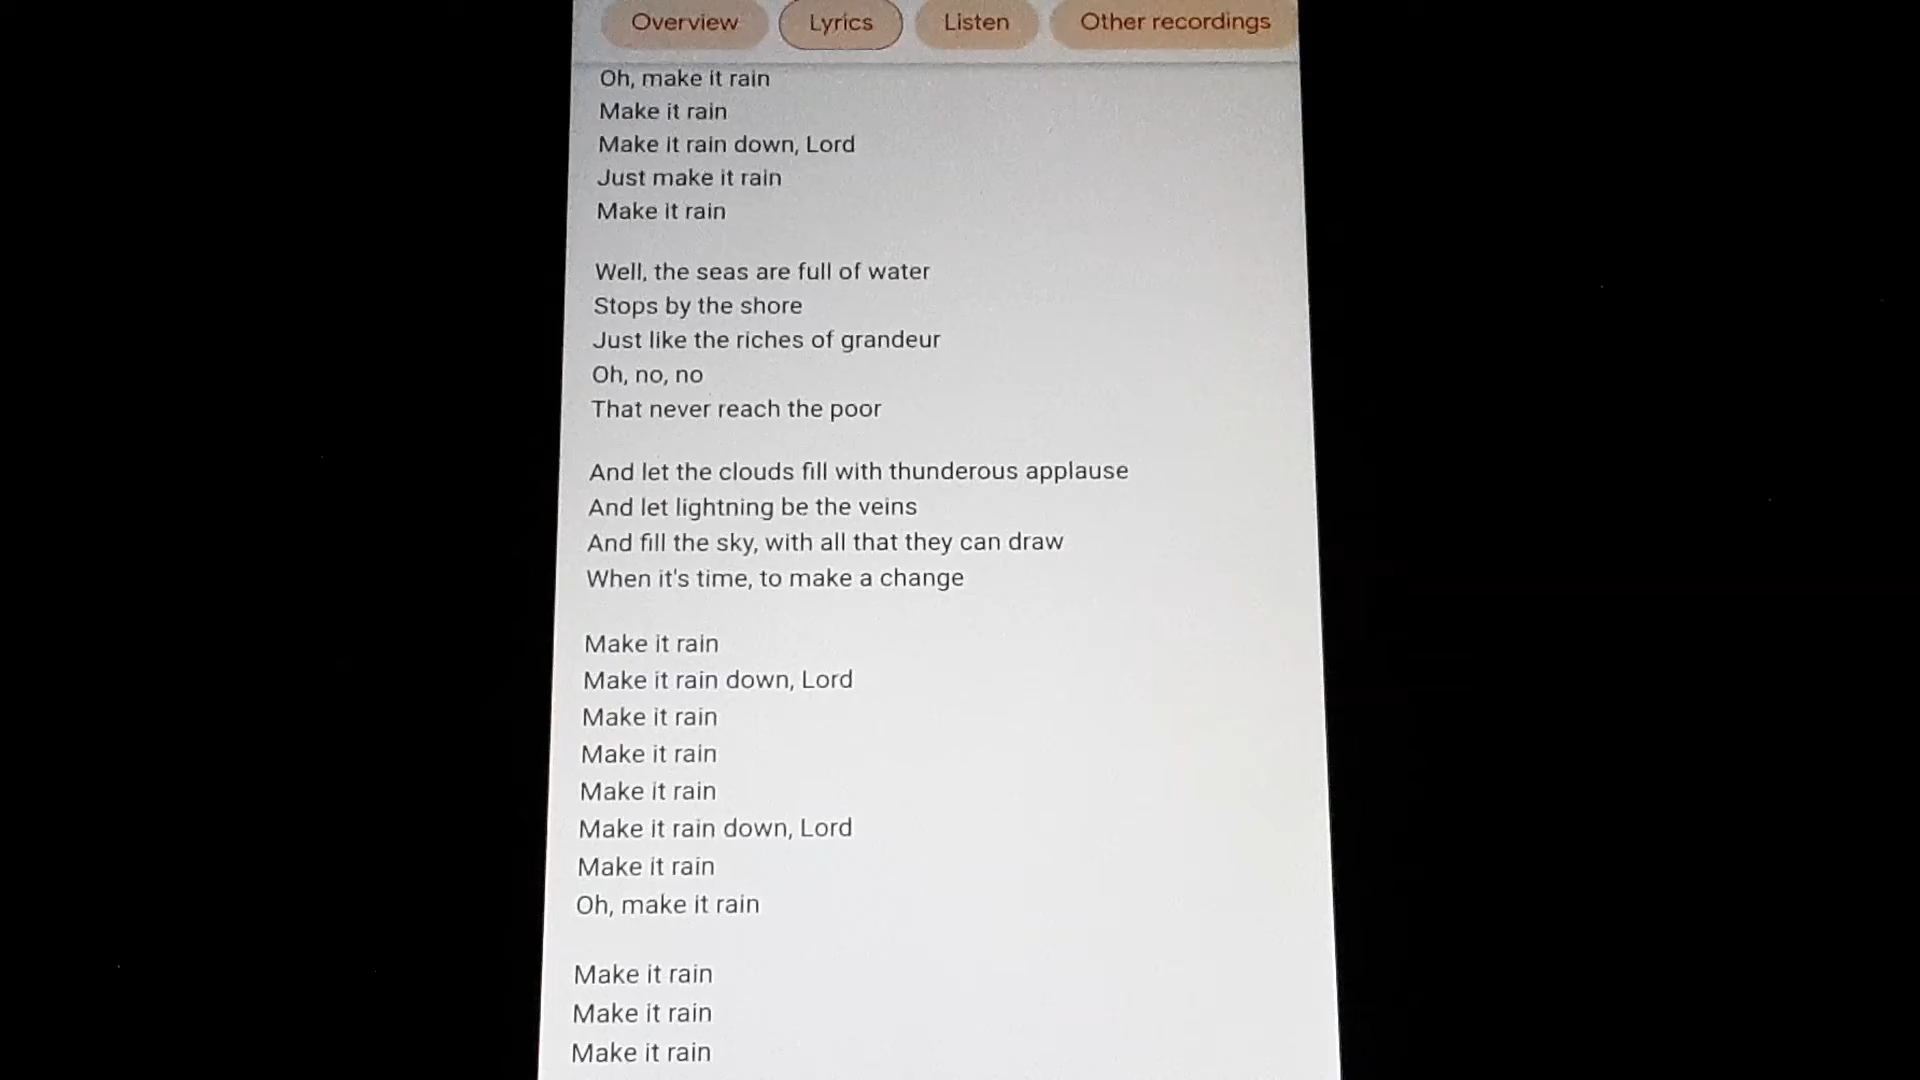 Overview Lyrics Listen Other recordings
Oh, make it rain
Make it rain
Make it rain down, Lord
Just make it rain
Make it rain
Well, the seas are full of water
Stops by the shore
Just like the riches of grandeur
Oh, no, no
That never reach the poor
And let the clouds fill with thunderous applause
And let lightning be the veins
And fill the sky, with all that they can draw
When it's time, to make a change
Make it rain
Make it rain down, Lord
Make it rain
Make it rain
Make it rain
Make it rain down, Lord
Make it rain
Oh, make it rain
Make it rain
Make it rain
Make it rain